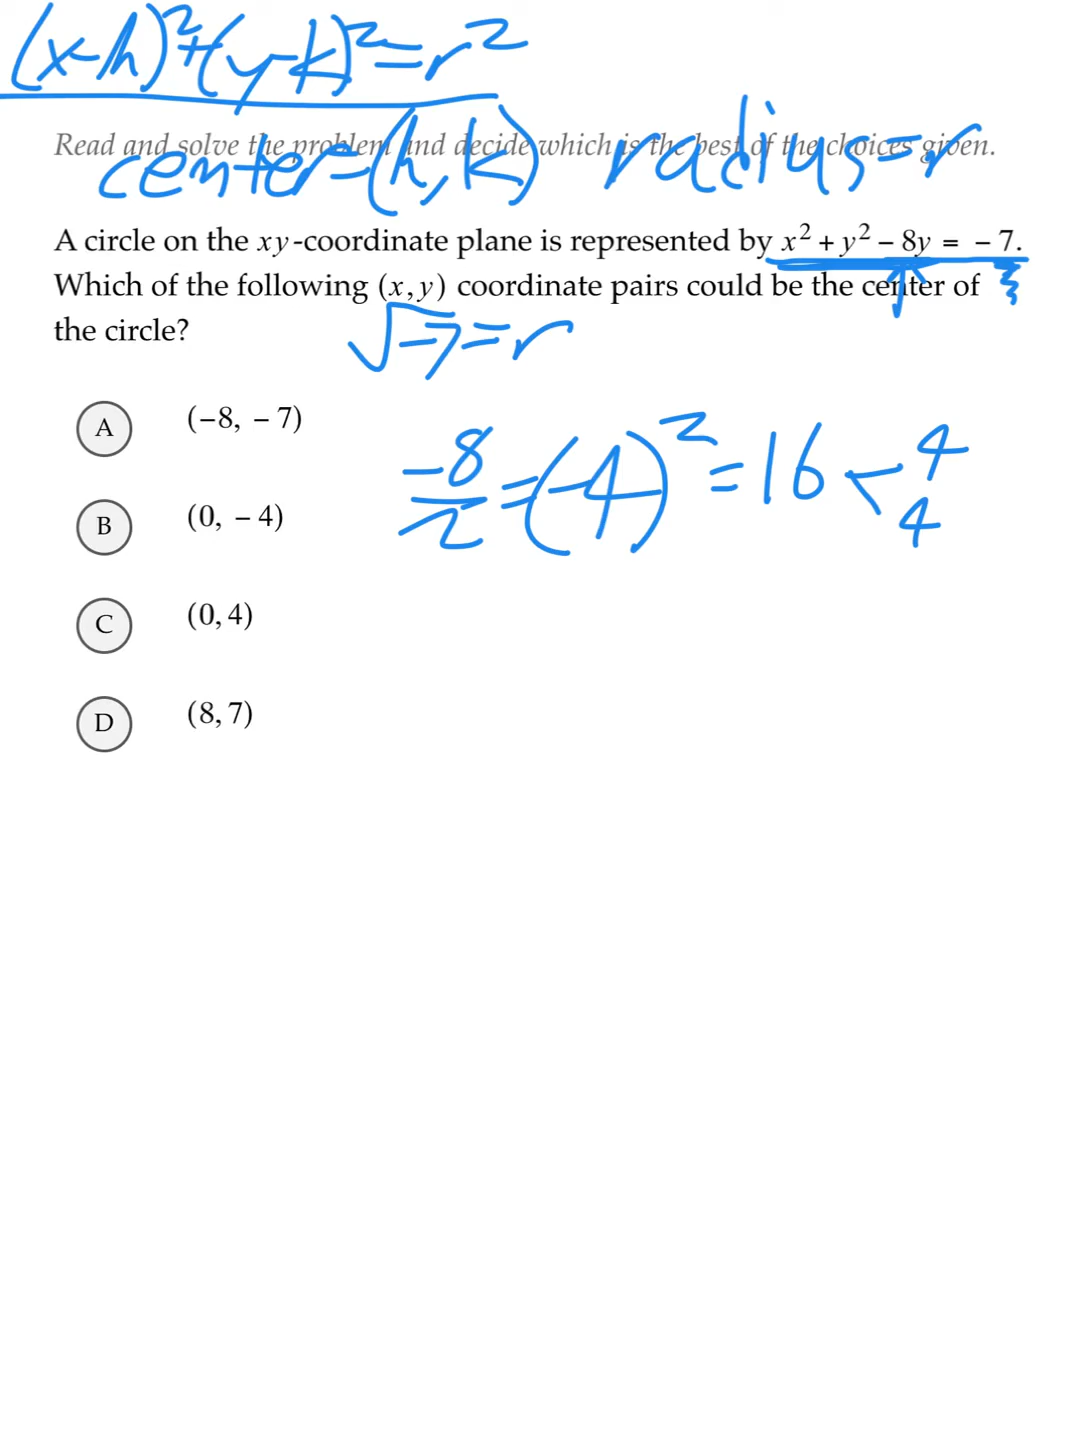 (x-h)²+(y-k)²=r²
Read and solve the problem and decide which is the best of the choices given.
center=(h,k) radius=r
A circle on the xy-coordinate plane is represented by x² + y² – 8y = – 7.
Which of the following (x, y) coordinate pairs could be the center of
the circle?
√-7=r
A (–8, – 7)
-8/2=(-4)²=16<4 4
B (0, – 4)
C (0, 4)
D (8, 7)